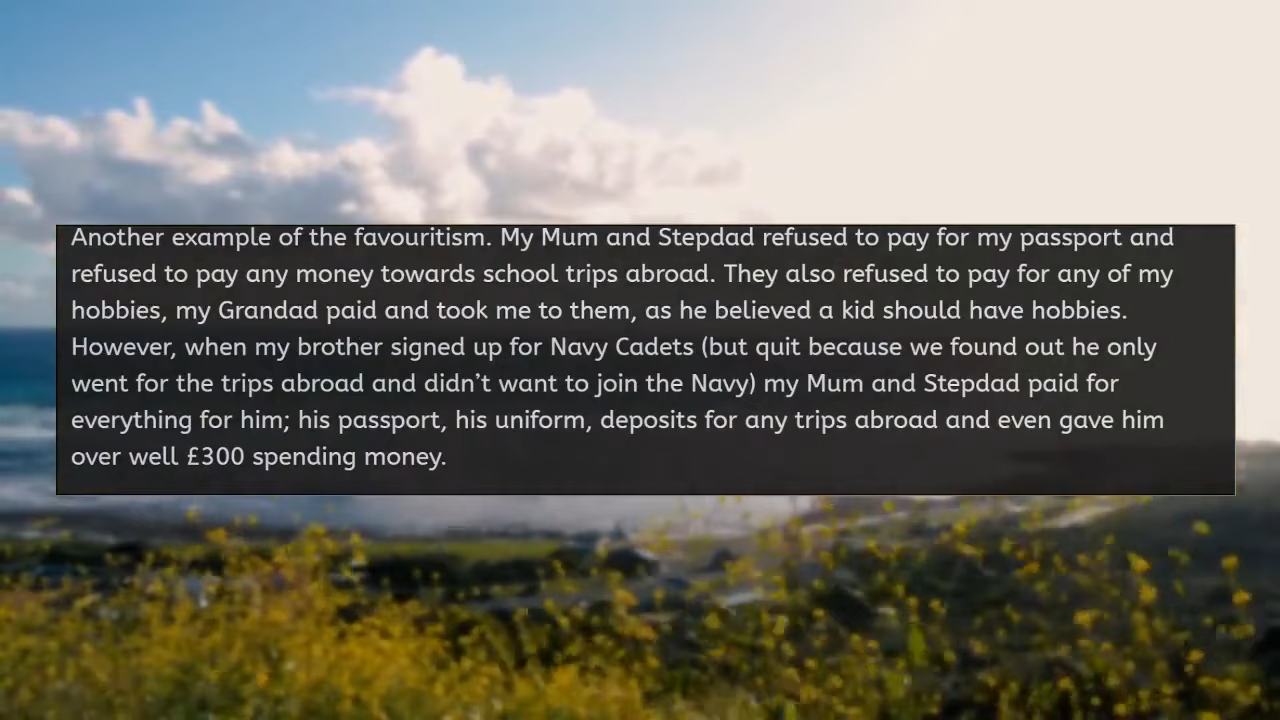 Another example of the favouritism. My Mum and Stepdad refused to pay for my passport and
refused to pay any money towards school trips abroad. They also refused to pay for any of my
hobbies, my Grandad paid and took me to them, as he believed a kid should have hobbies.
However, when my brother signed up for Navy Cadets (but quit because we found out he only
went for the trips abroad and didn’t want to join the Navy) my Mum and Stepdad paid for
everything for him; his passport, his uniform, deposits for any trips abroad and even gave him
over well £300 spending money.